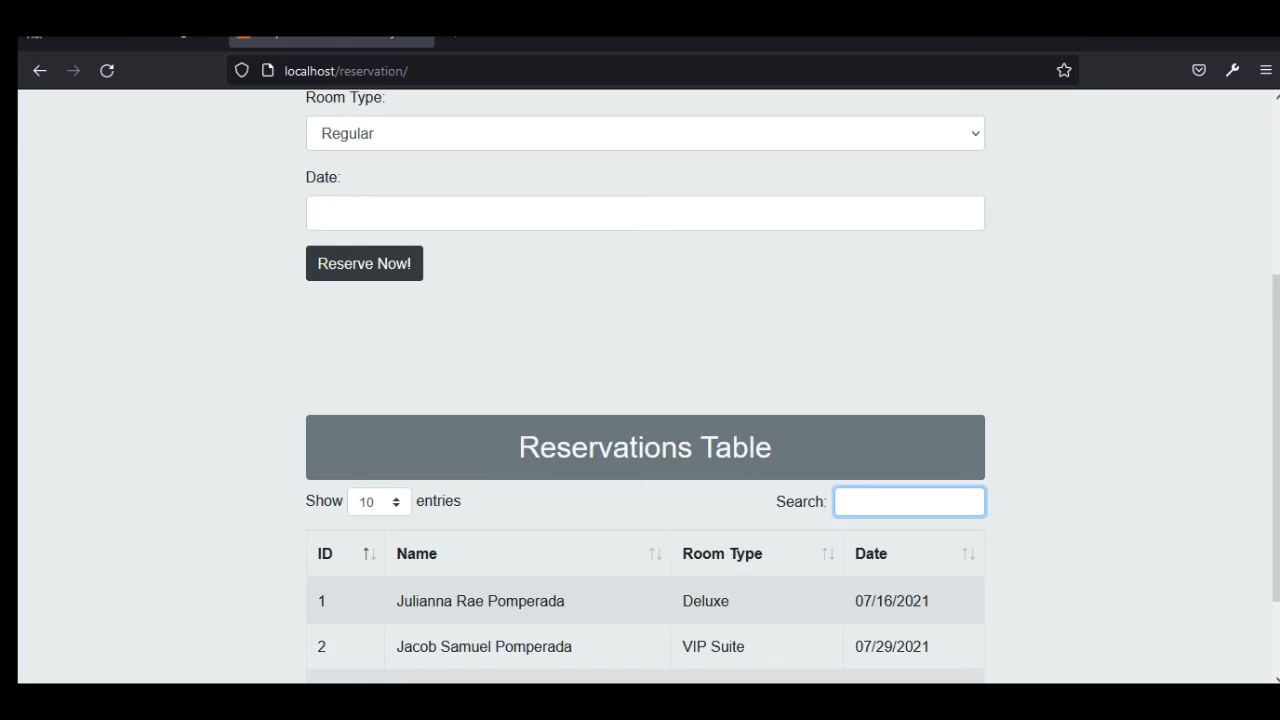 localhost/reservation/
Room Type:
Regular
Date:
Reserve Now!
Reservations Table
Show 10 entries Search:
ID Name Room Type Date
1 Julianna Rae Pomperada Deluxe 07/16/2021
2 Jacob Samuel Pomperada VIP Suite 07/29/2021